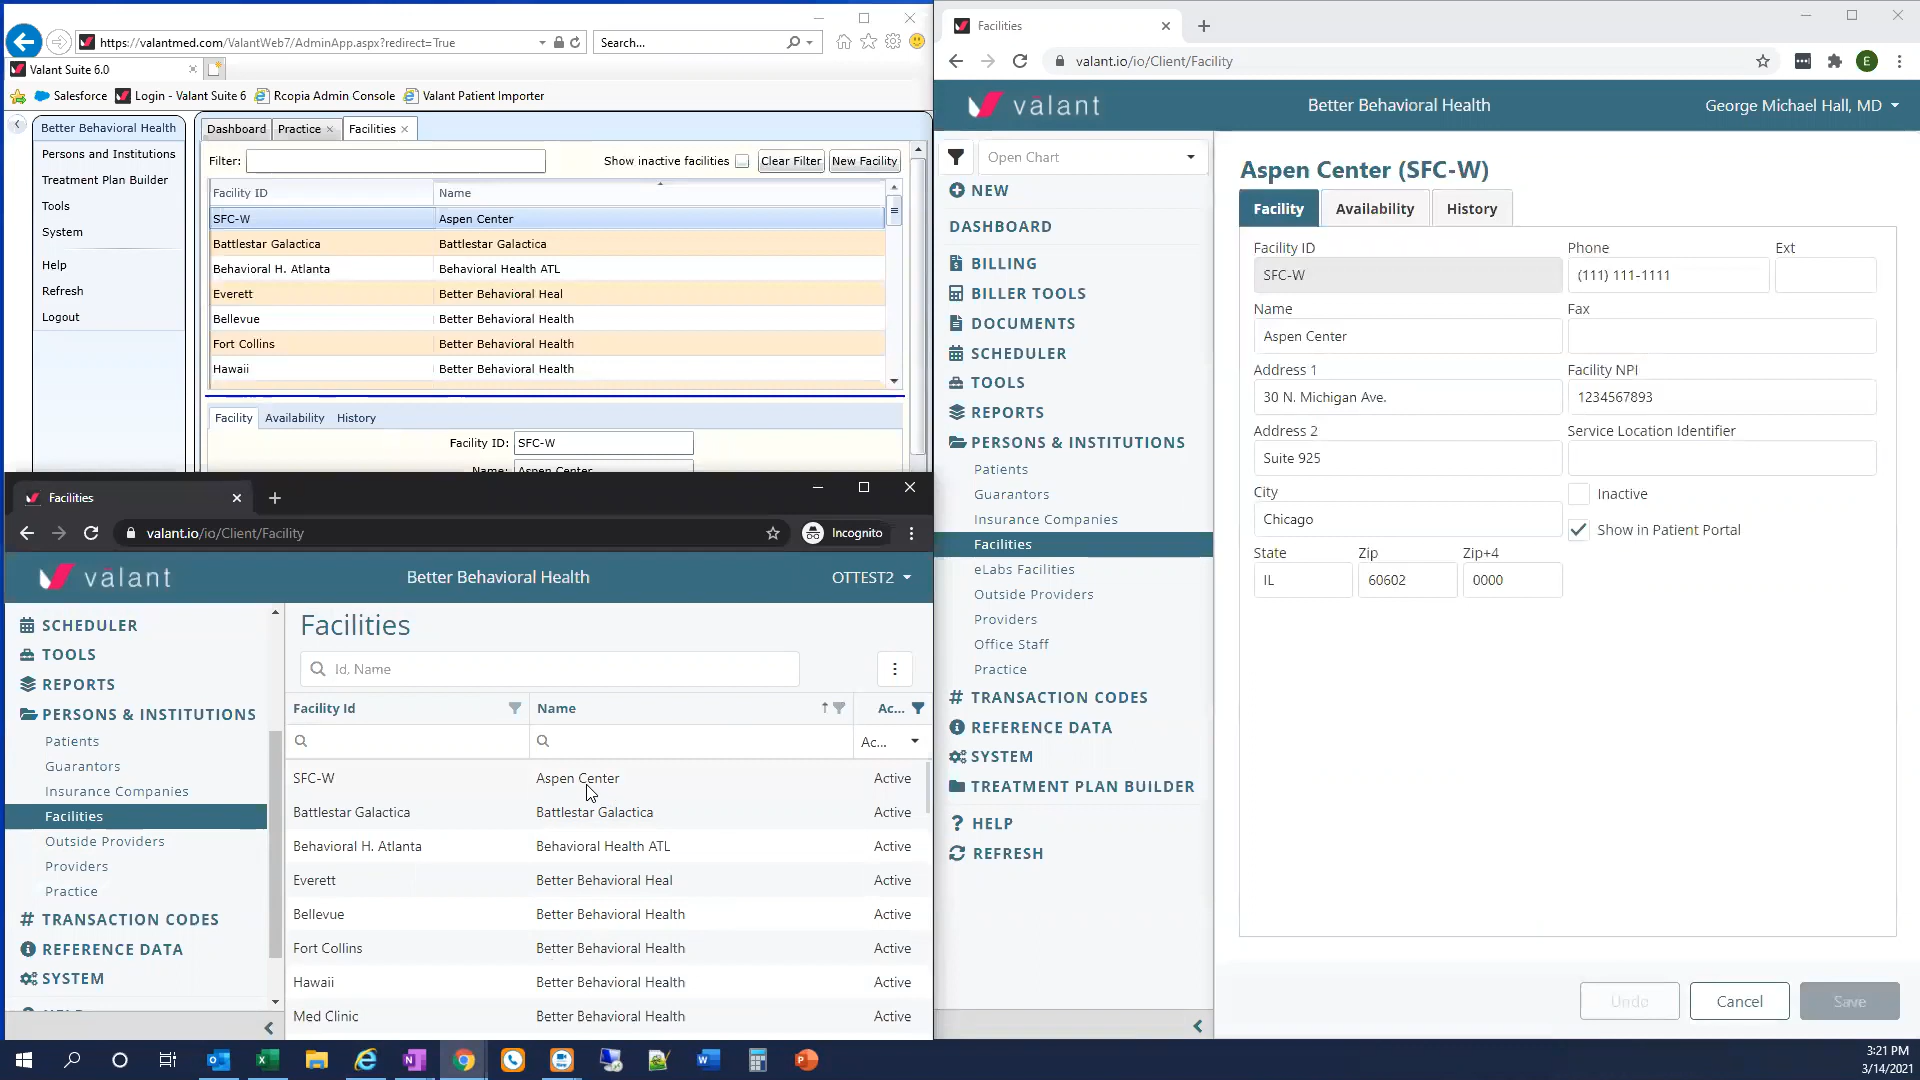 https://valantmed.com/ValantWeb7/AdminApp.aspx?redirect=True
Search...
Valant Suite 6.0
Salesforce
Login - Valant Suite 6
Rcopia Admin Console
Valant Patient Importer
Better Behavioral Health
Persons and Institutions
Treatment Plan Builder
Tools
System
Help
Refresh
Logout
Dashboard
Practice
Facilities
Filter:
Show inactive facilities
Clear Filter
New Facility
Facility ID Name
SFC-W Aspen Center
Battlestar Galactica Battlestar Galactica
Behavioral H. Atlanta Behavioral Health ATL
Everett Better Behavioral Heal
Bellevue Better Behavioral Health
Fort Collins Better Behavioral Health
Hawaii Better Behavioral Health
Facility Availability History
Facility ID: SFC-W
Name: Aspen Center
Facilities
valant.io/io/Client/Facility
Incognito
valant
Better Behavioral Health
OTTEST2
SCHEDULER
TOOLS
REPORTS
PERSONS & INSTITUTIONS
Patients
Guarantors
Insurance Companies
Facilities
Outside Providers
Providers
Practice
TRANSACTION CODES
REFERENCE DATA
SYSTEM
HELP
Facilities
Id, Name
Facility Id Name Ac...
Ac...
SFC-W Aspen Center Active
Battlestar Galactica Battlestar Galactica Active
Behavioral H. Atlanta Behavioral Health ATL Active
Everett Better Behavioral Heal Active
Bellevue Better Behavioral Health Active
Fort Collins Better Behavioral Health Active
Hawaii Better Behavioral Health Active
Med Clinic Better Behavioral Health Active
Facilities
valant.io/io/Client/Facility
E
valant
Better Behavioral Health
George Michael Hall, MD
Open Chart
NEW
DASHBOARD
BILLING
BILLER TOOLS
DOCUMENTS
SCHEDULER
TOOLS
REPORTS
PERSONS & INSTITUTIONS
Patients
Guarantors
Insurance Companies
Facilities
eLabs Facilities
Outside Providers
Providers
Office Staff
Practice
TRANSACTION CODES
REFERENCE DATA
SYSTEM
TREATMENT PLAN BUILDER
HELP
REFRESH
Aspen Center (SFC-W)
Facility Availability History
Facility ID Phone Ext
SFC-W (111) 111-1111
Name Fax
Aspen Center
Address 1 Facility NPI
30 N. Michigan Ave. 1234567893
Address 2 Service Location Identifier
Suite 925
City Inactive
Chicago Show in Patient Portal
State Zip Zip+4
IL 60602 0000
Undo Cancel Save
3:21 PM
3/14/2021